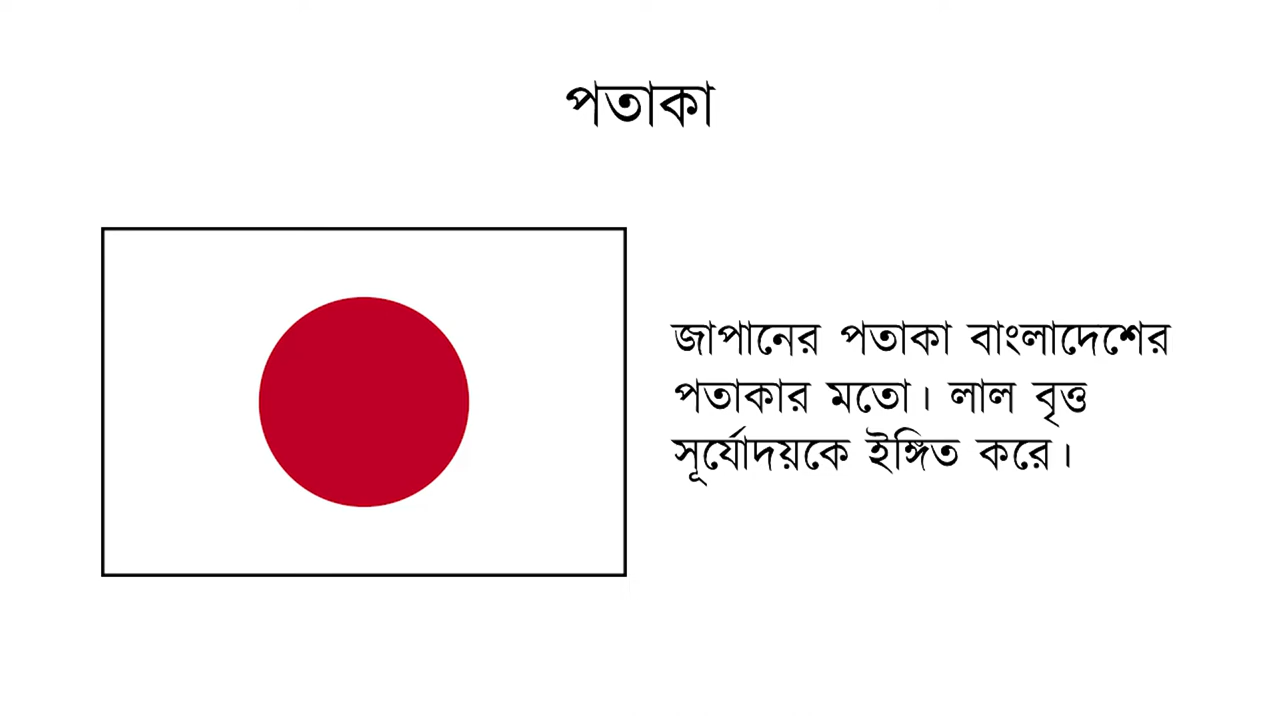 পতাকা
জাপানের পতাকা বাংলাদেশের
পতাকার মতো। লাল বৃত্ত
সূর্যোদয়কে ইঙ্গিত করে।